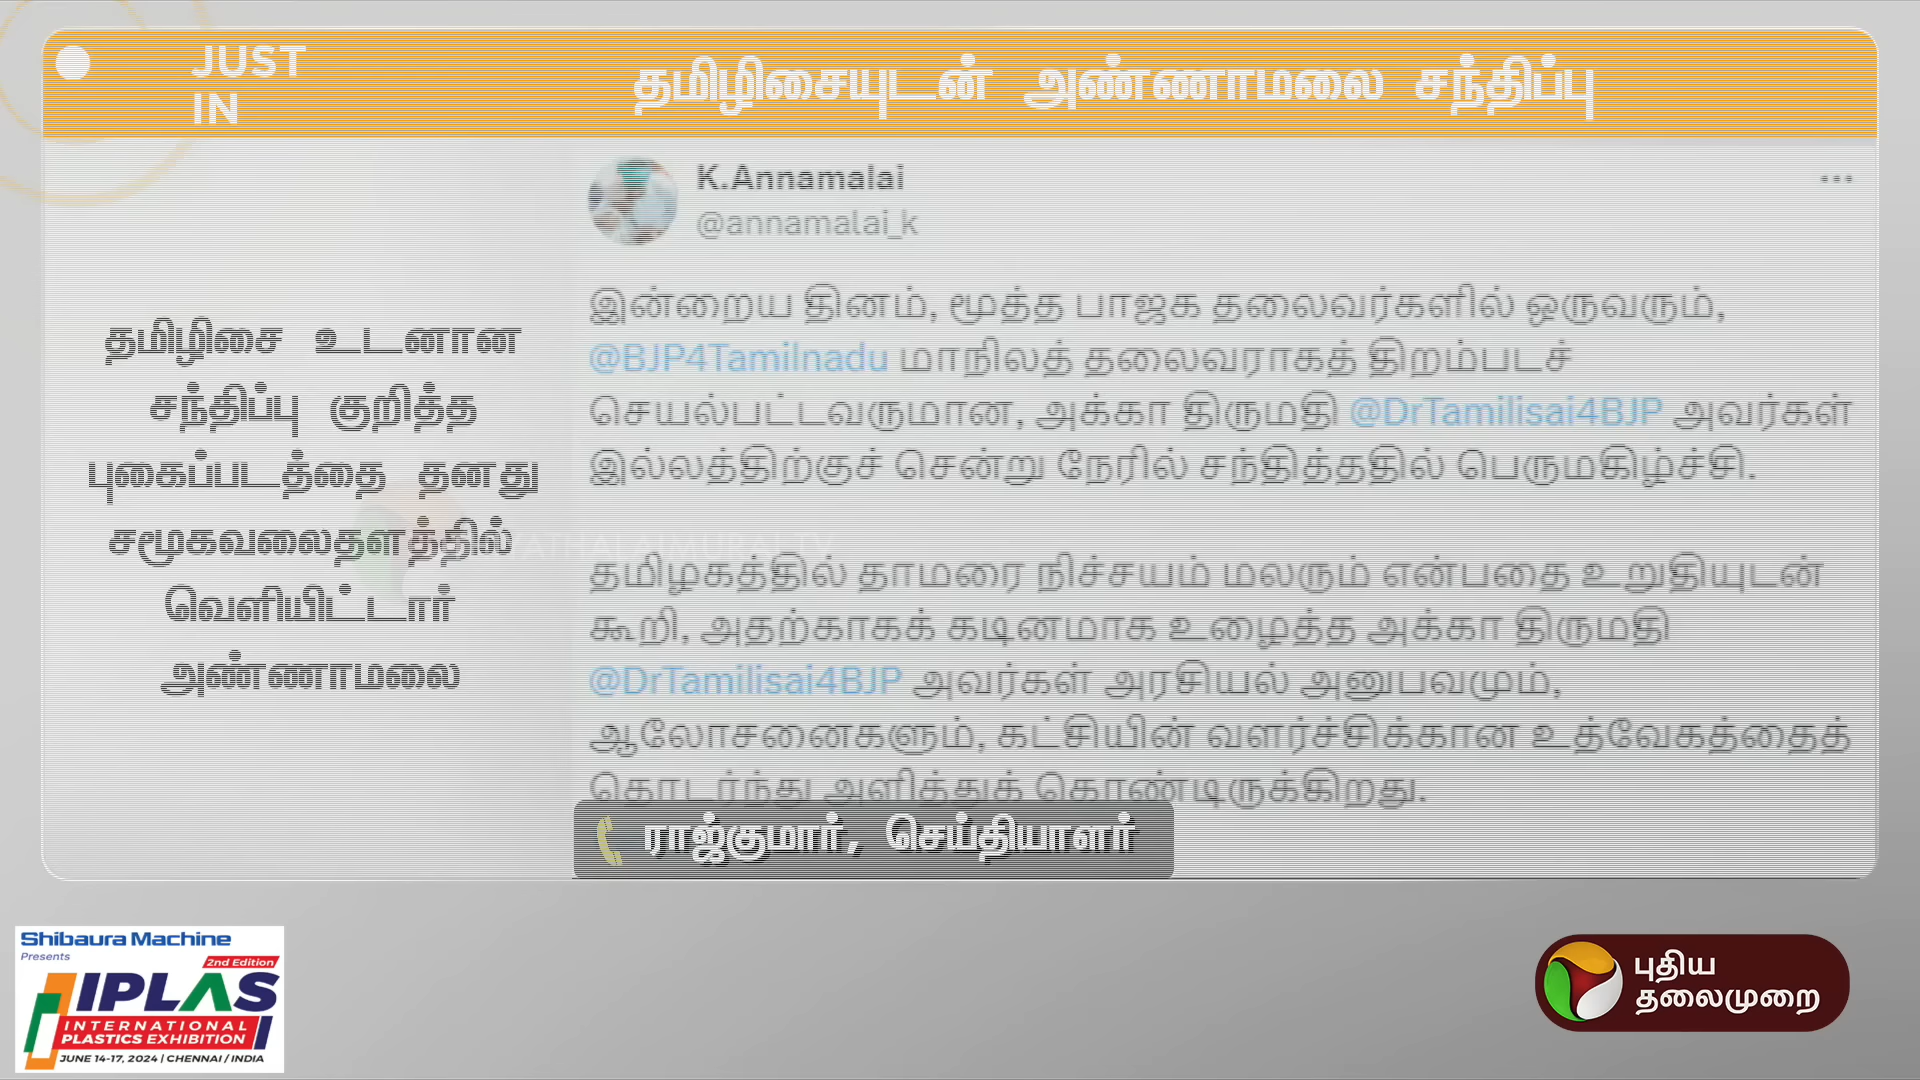 JUST
IN
தமிழிசையுடன் அண்ணாமலை சந்திப்பு
தமிழிசை உடனான
சந்திப்பு குறித்த
புகைப்படத்தை தனது
சமூகவலைதளத்தில்
வெளியிட்டார்
அண்ணாமலை
K.Annamalai
@annamalai_k
இன்றைய தினம், மூத்த பாஜக தலைவர்களில் ஒருவரும்,
@BJP4Tamilnadu மாநிலத் தலைவராகத் திறம்படச்
செயல்பட்டவருமான, அக்கா திருமதி @DrTamilisai4BJP அவர்கள்
இல்லத்திற்குச் சென்று நேரில் சந்தித்ததில் பெருமகிழ்ச்சி.
தமிழகத்தில் தாமரை நிச்சயம் மலரும் என்பதை உறுதியுடன்
கூறி, அதற்காகக் கடினமாக உழைத்த அக்கா திருமதி
@DrTamilisai4BJP அவர்கள் அரசியல் அனுபவமும்,
ஆலோசனைகளும், கட்சியின் வளர்ச்சிக்கான உத்வேகத்தைத்
தொடர்ந்து அளித்துக் கொண்டிருக்கிறது.
ராஜ்குமார், செய்தியாளர்
Shibaura Machine
Presents
2nd Edition
IPLAS
INTERNATIONAL
PLASTICS EXHIBITION
JUNE 14-17, 2024 | CHENNAI / INDIA
புதிய
தலைமுறை